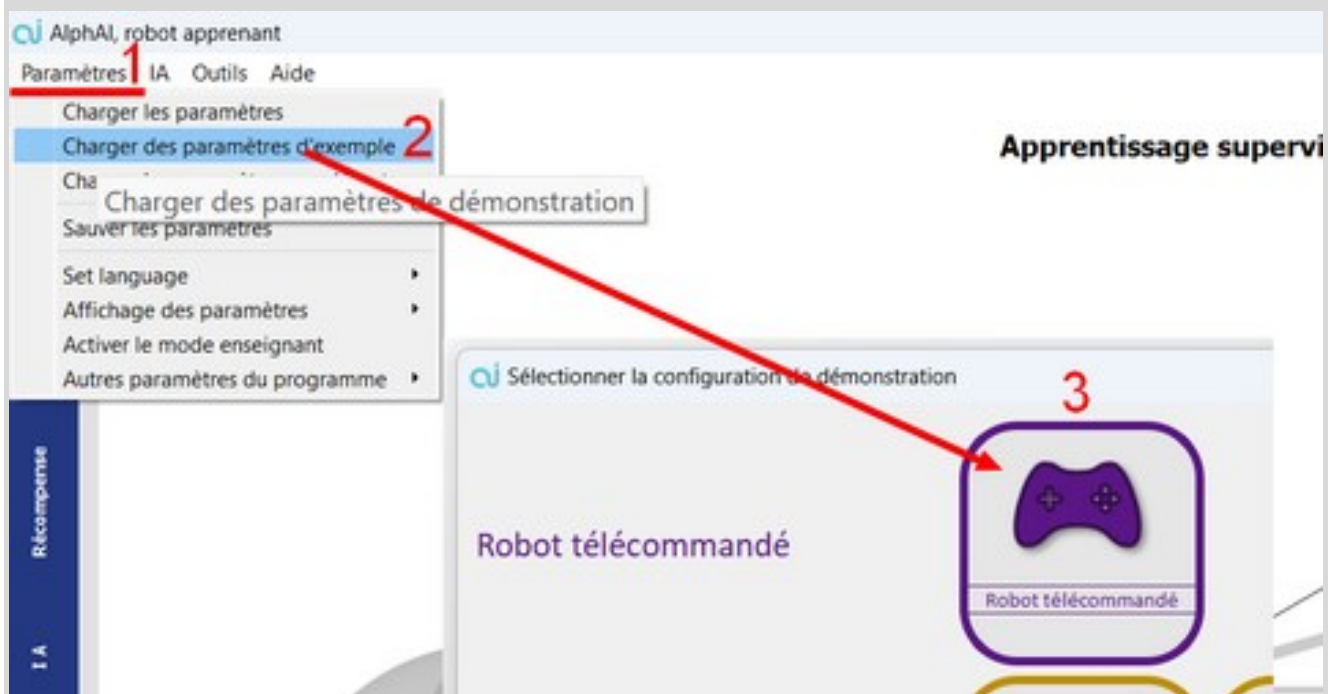 AlphAI, robot apprenant
1
Paramètres IA Outils Aide
Charger les paramètres
Charger des paramètres d'exemple 2
Apprentissage supervi
Cha
Charger des paramètres de démonstration
Sauver les paramètres
Set language
Affichage des paramètres
Activer le mode enseignant
Autres paramètres du programme
Sélectionner la configuration de démonstration
3
Récompense
Robot télécommandé
Robot télécommandé
IA